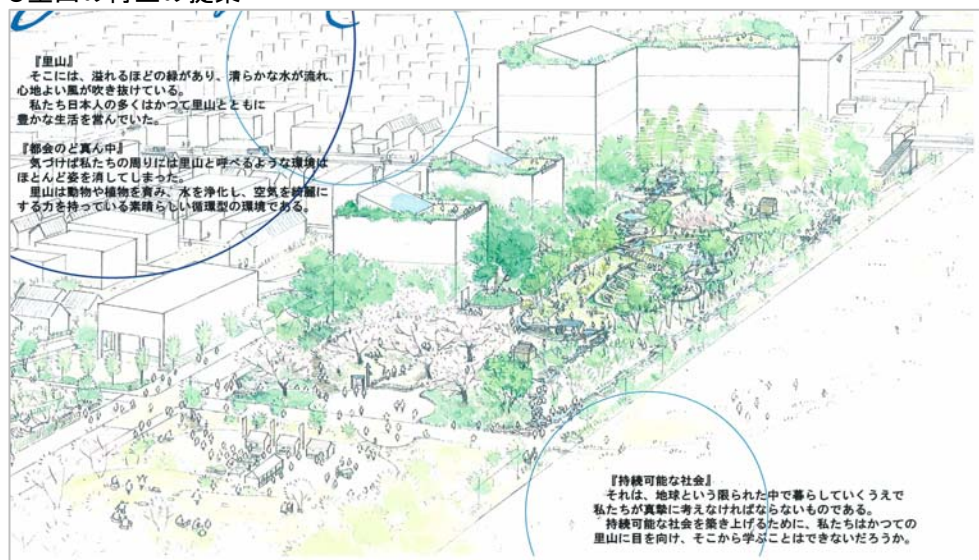 『里山』
そこには、溢れるほどの緑があり、清らかな水が流れ、
心地よい風が吹き抜けている。
私たち日本人の多くはかつて里山とともに
豊かな生活を営んでいた。
『都会のど真ん中』
気づけば私たちの周りには里山と呼べるような環境は
ほとんど姿を消してしまった。
里山は動物や植物を育み、水を浄化し、空気を綺麗に
する力を持っている素晴らしい循環型の環境である。
『持続可能な社会』
それは、地球という限られた中で暮らしていくうえで
私たちが真摯に考えなければならないものである。
持続可能な社会を築き上げるために、私たちはかつての
里山に目を向け、そこから学ぶことはできないだろうか。